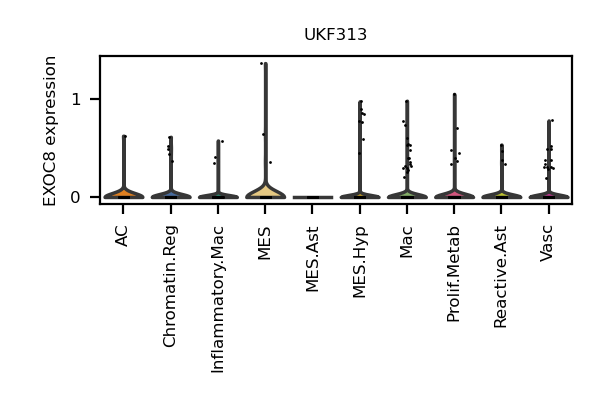 UKF313
EXOC8 expression
1
0
AC
Chromatin.Reg
Inflammatory.Mac
MES
MES.Ast
MES.Hyp
Mac
Prolif.Metab
Reactive.Ast
Vasc